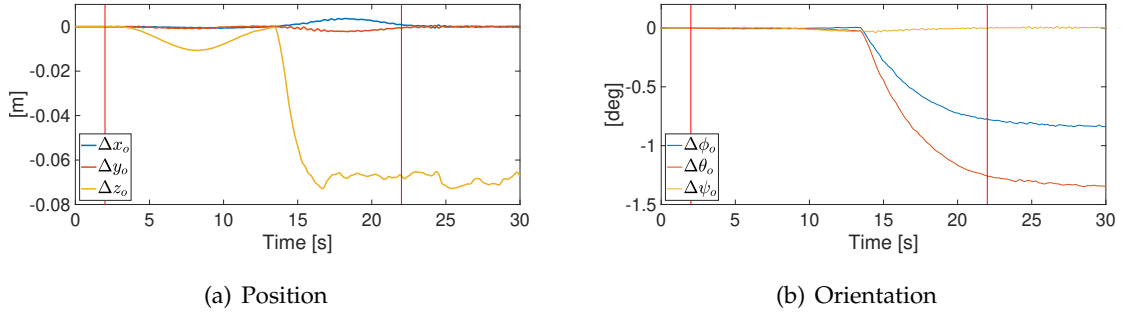 0
-0.02
-0.04
-0.06
-0.08
[m]
Δx_o
Δy_o
Δz_o
0 5 10 15 20 25 30
Time [s]
(a) Position
0
-0.5
-1
-1.5
[deg]
Δϕ_o
Δθ_o
Δψ_o
0 5 10 15 20 25 30
Time [s]
(b) Orientation